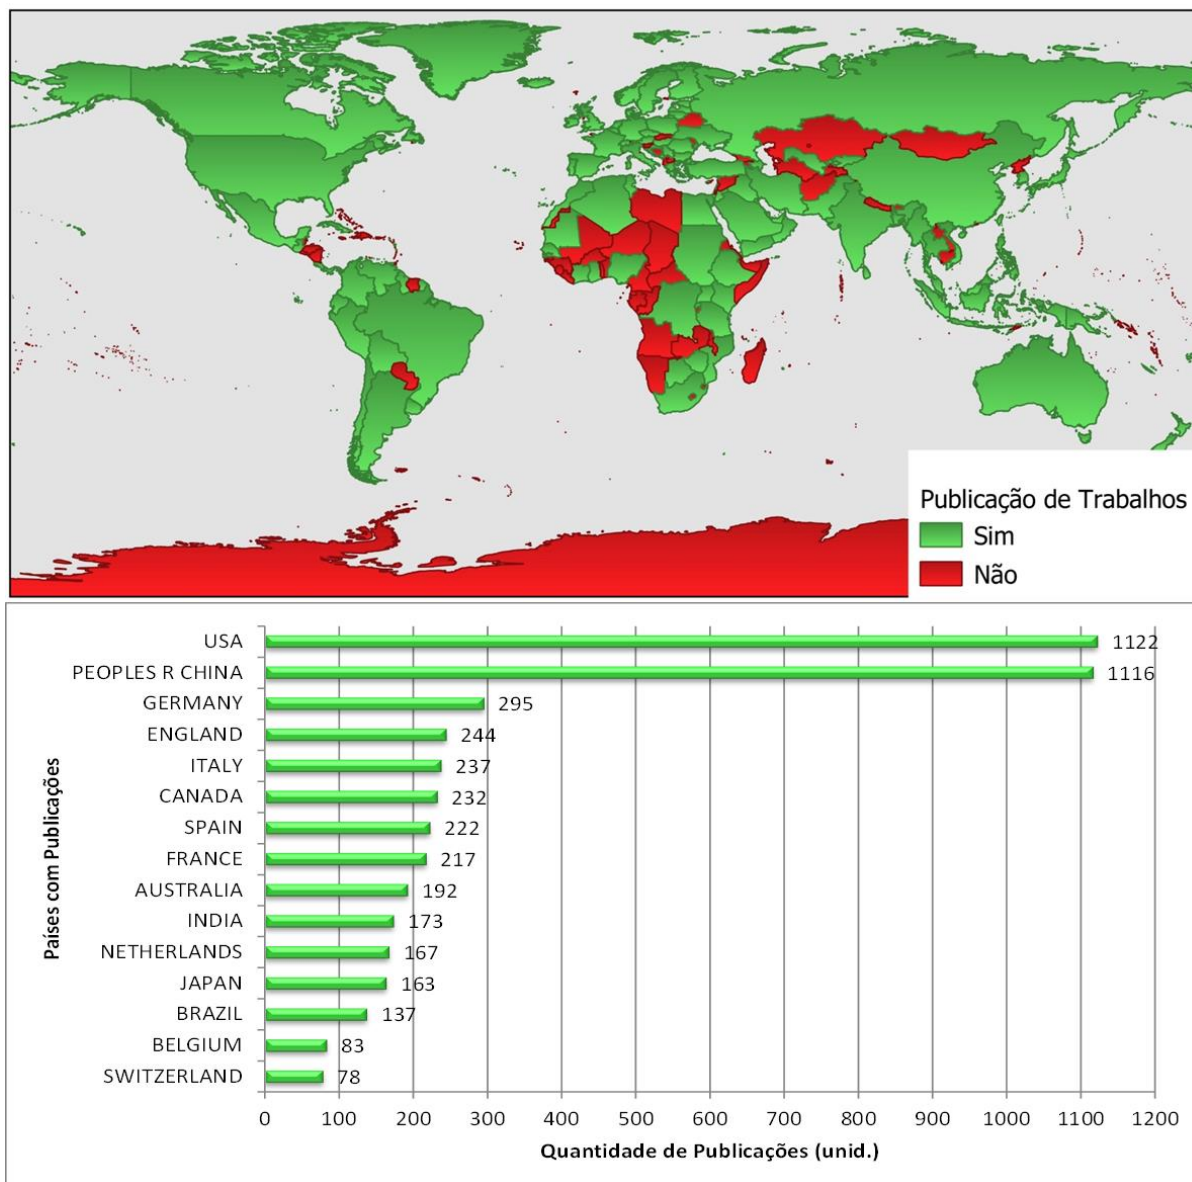 Publicação de Trabalhos
Sim
Não
Países com Publicações
USA 1122
PEOPLES R CHINA 1116
GERMANY 295
ENGLAND 244
ITALY 237
CANADA 232
SPAIN 222
FRANCE 217
AUSTRALIA 192
INDIA 173
NETHERLANDS 167
JAPAN 163
BRAZIL 137
BELGIUM 83
SWITZERLAND 78
0 100 200 300 400 500 600 700 800 900 1000 1100 1200
Quantidade de Publicações (unid.)